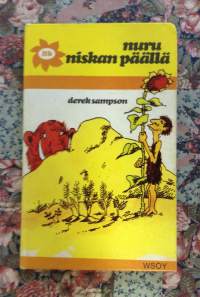 nuru
niskan päällä
derek sampson
WSOY